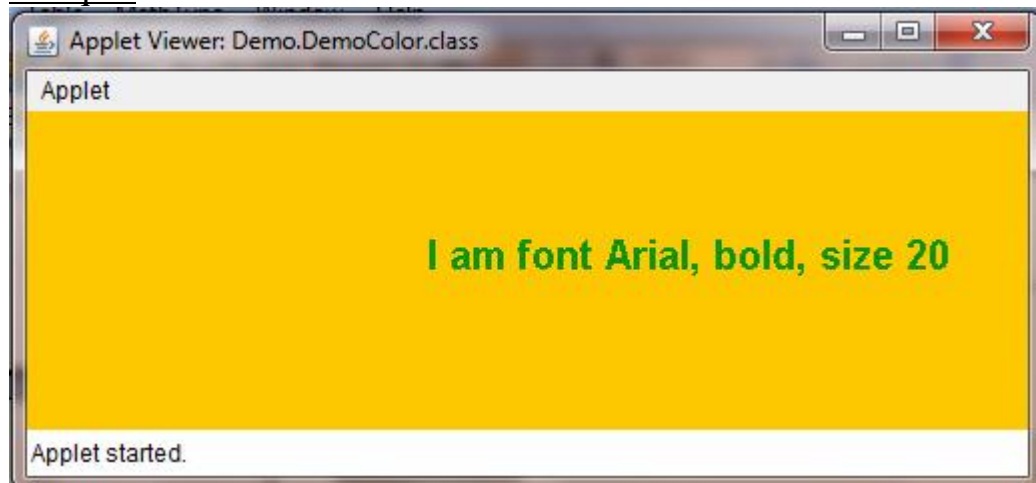 Applet Viewer: Demo.DemoColor.class
Applet
I am font Arial, bold, size 20
Applet started.